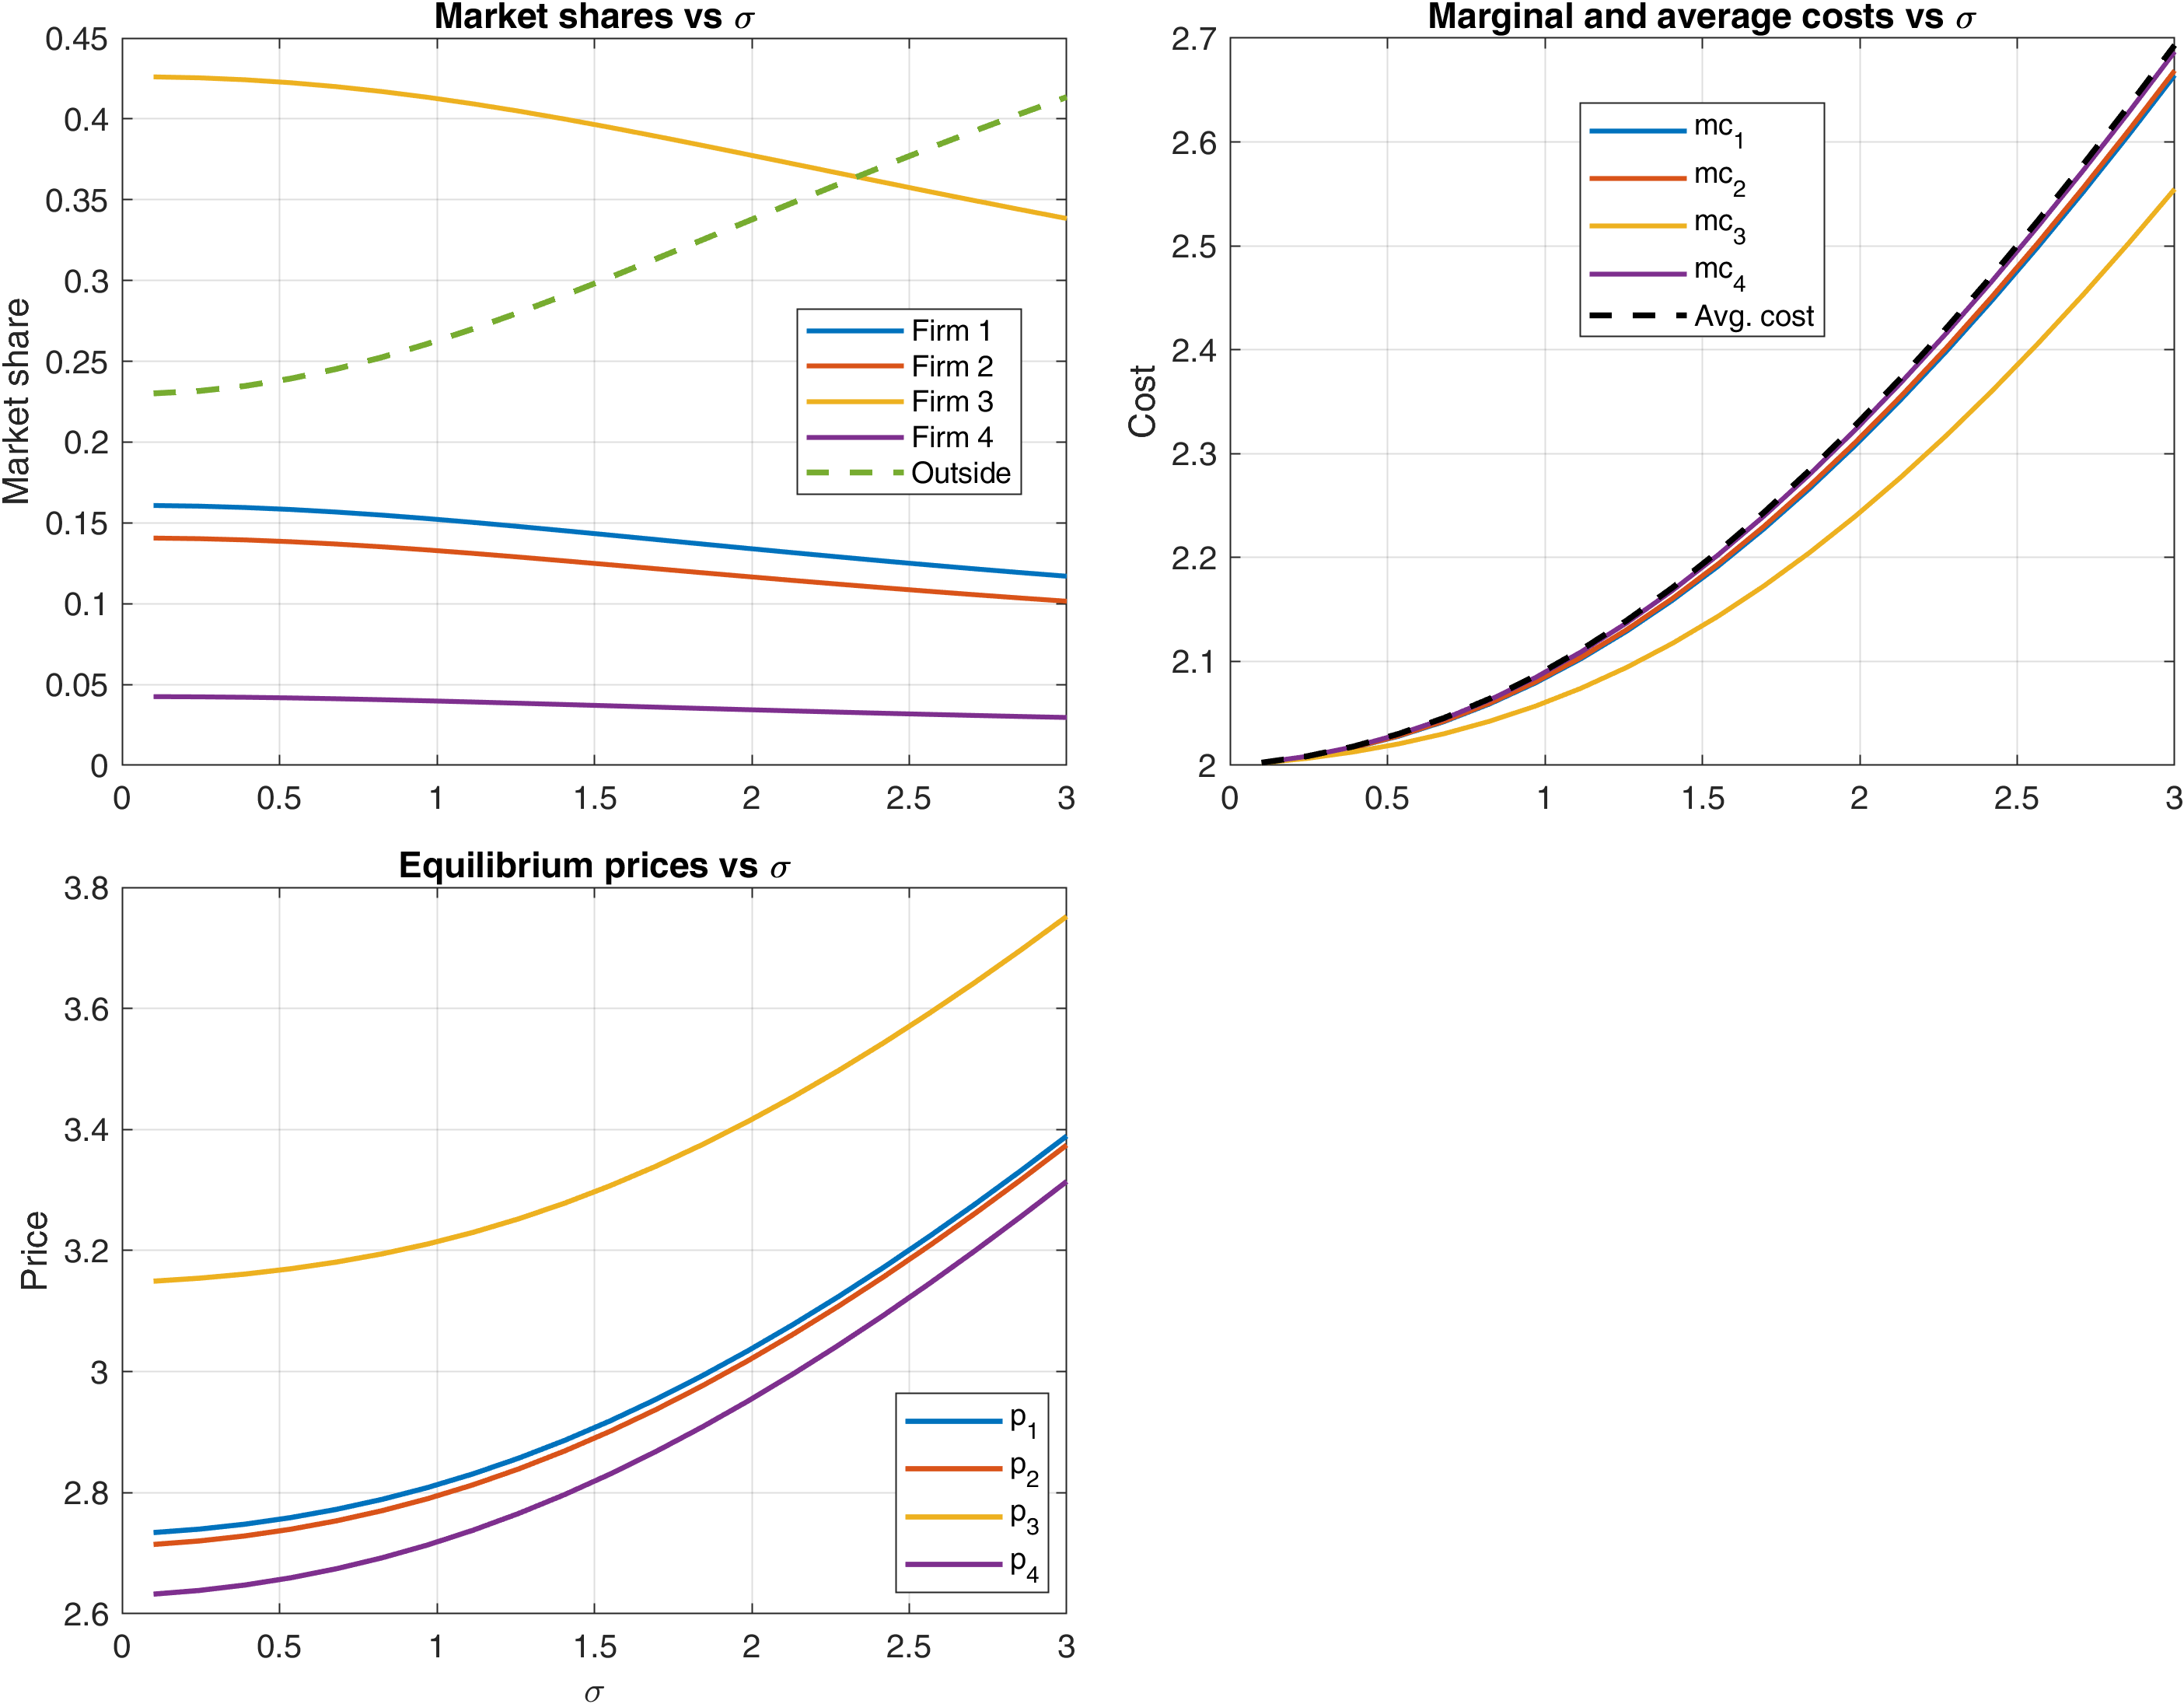 Market shares vs σ
Market share
0.45
0.4
0.35
0.3
0.25
0.2
0.15
0.1
0.05
0
0 0.5 1 1.5 2 2.5 3
Firm 1
Firm 2
Firm 3
Firm 4
Outside
Marginal and average costs vs σ
Cost
2.7
2.6
2.5
2.4
2.3
2.2
2.1
2
0 0.5 1 1.5 2 2.5 3
mc1
mc2
mc3
mc4
Avg. cost
Equilibrium prices vs σ
Price
3.8
3.6
3.4
3.2
3
2.8
2.6
0 0.5 1 1.5 2 2.5 3
σ
p1
p2
p3
p4